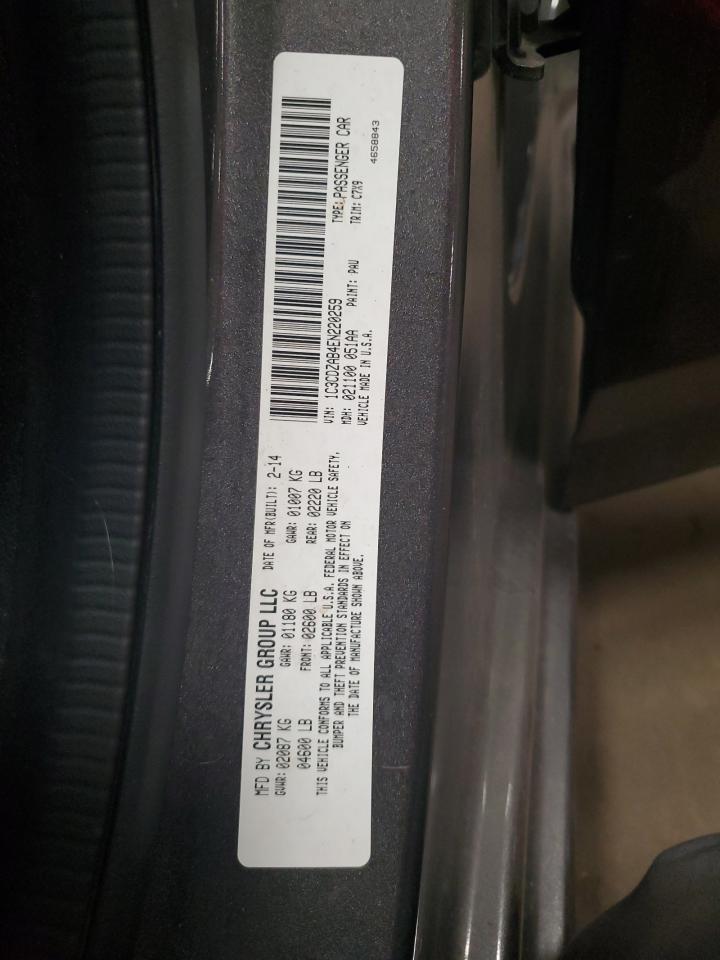 MFD BY CHRYSLER GROUP LLC DATE OF MFR(BUILT): 2-14
GVWR: 02087 KG GAWR: 01180 KG GAWR: 01007 KG
04600 LB FRONT: 02600 LB REAR: 02220 LB
THIS VEHICLE CONFORMS TO ALL APPLICABLE U.S.A. FEDERAL MOTOR VEHICLE SAFETY,
BUMPER AND THEFT PREVENTION STANDARDS IN EFFECT ON
THE DATE OF MANUFACTURE SHOWN ABOVE.
VIN: 1C3CDZAB4EN220259 TYPE: PASSENGER CAR
MDH: 021100 051AA PAINT: PAU TRIM: C7X9
VEHICLE MADE IN U.S.A.
4658843